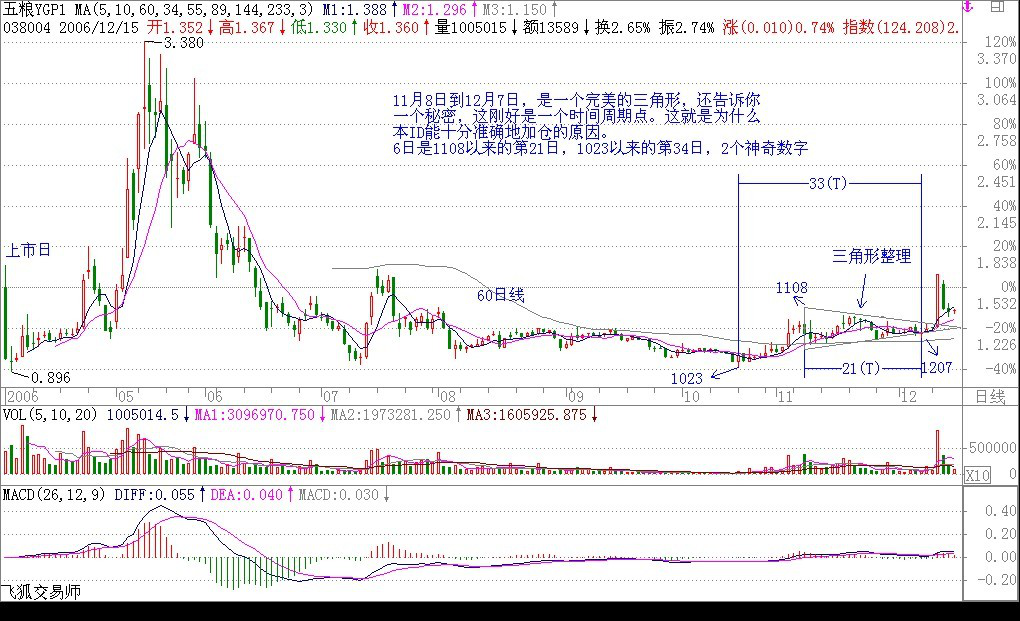 五粮YGP1 MA(5,10,60,34,55,89,144,233,3) M1:1.388↑ M2:1.296↑ M3:1.150↑
038004 2006/12/15 开1.352↓高1.367↓低1.330↑收1.360↑量1005015↓额13589↓换2.65% 振2.74% 涨(0.010)0.74% 指数(124.208)2.
3.380
120%
3.370
100%
3.064
80%
2.758
60%
2.451
40%
2.145
20%
1.838
0%
1.532
-20%
1.226
-40%
11月8日到12月7日，是一个完美的三角形，还告诉你
一个秘密，这刚好是一个时间周期点。这就是为什么
本ID能十分准确地加仓的原因。
6日是1108以来的第21日，1023以来的第34日，2个神奇数字
33(T)
上市日
三角形整理
60日线
1108
21(T)
1207
1023
0.896
2006 05 06 07 08 09 10 11 12 日线
VOL(5,10,20) 1005014.5↓MA1:3096970.750↓MA2:1973281.250↑MA3:1605925.875↓
5000000
0
X10
MACD(26,12,9) DIFF:0.055↑DEA:0.040↑MACD:0.030↓
0.40
0.20
0.00
-0.20
飞狐交易师